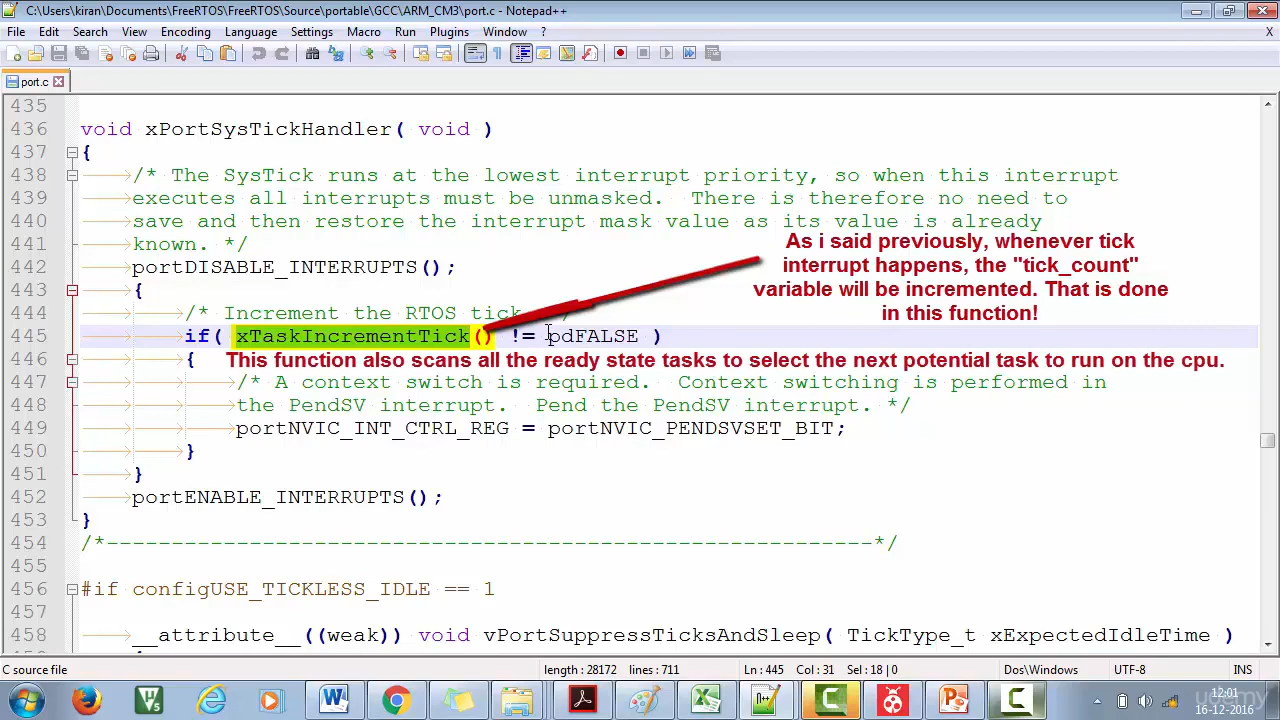 C:\Users\kiran\Documents\FreeRTOS\FreeRTOS\Source\portable\GCC\ARM_CM3\port.c - Notepad++
File Edit Search View Encoding Language Settings Macro Run Plugins Window ? X
port.c
435
436 void xPortSysTickHandler( void )
437 {
438 /* The SysTick runs at the lowest interrupt priority, so when this interrupt
439 executes all interrupts must be unmasked. There is therefore no need to
440 save and then restore the interrupt mask value as its value is already
441 known. */
As i said previously, whenever tick
interrupt happens, the "tick_count"
variable will be incremented. That is done
in this function!
442 portDISABLE_INTERRUPTS();
443 {
444 /* Increment the RTOS tick. */
445 if( xTaskIncrementTick() != pdFALSE )
446 {
This function also scans all the ready state tasks to select the next potential task to run on the cpu.
447 /* A context switch is required. Context switching is performed in
448 the PendSV interrupt. Pend the PendSV interrupt. */
449 portNVIC_INT_CTRL_REG = portNVIC_PENDSVSET_BIT;
450 }
451 }
452 portENABLE_INTERRUPTS();
453 }
454 /*-----------------------------------------------------------*/
455
456 #if configUSE_TICKLESS_IDLE == 1
457
458 __attribute__((weak)) void vPortSuppressTicksAndSleep( TickType_t xExpectedIdleTime )
C source file length : 28172 lines : 711 Ln : 445 Col : 31 Sel : 18 | 0 Dos\Windows UTF-8 INS
12:01
16-12-2016
udemy